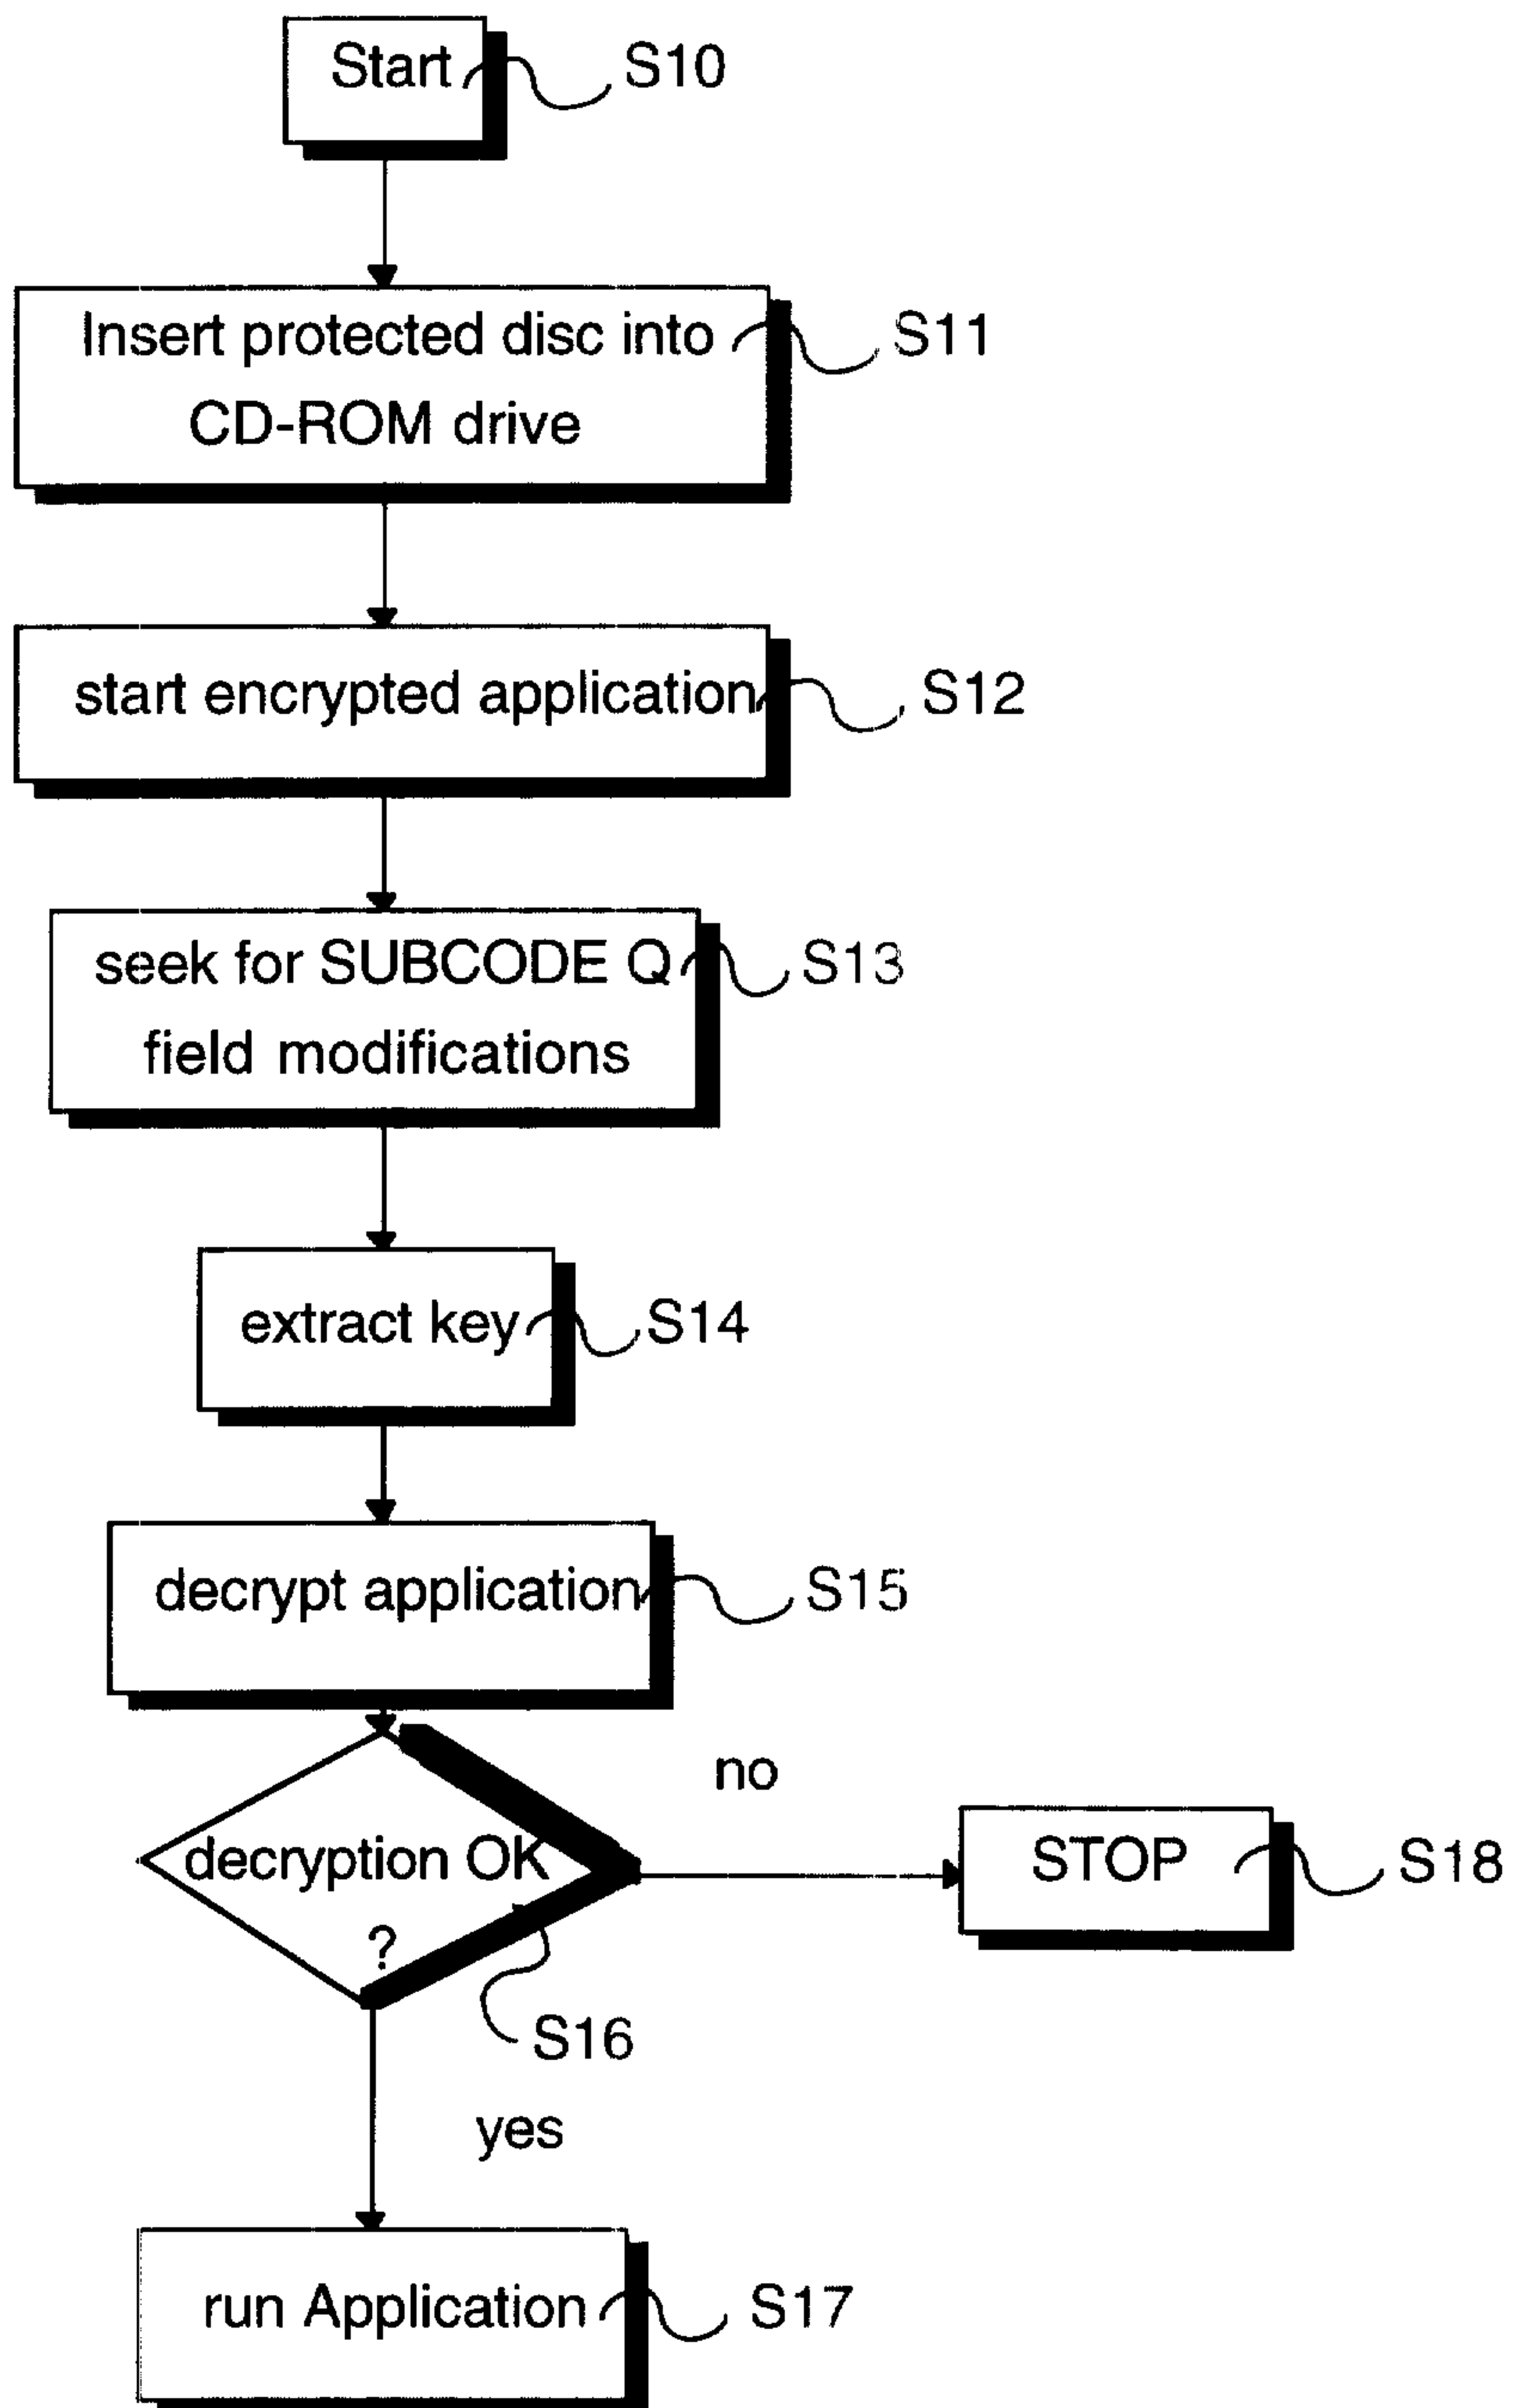 Start S10
Insert protected disc into S11
CD-ROM drive
start encrypted application S12
seek for SUBCODE Q S13
field modifications
extract key S14
decrypt application S15
no
decryption OK
?
STOP S18
S16
yes
run Application S17